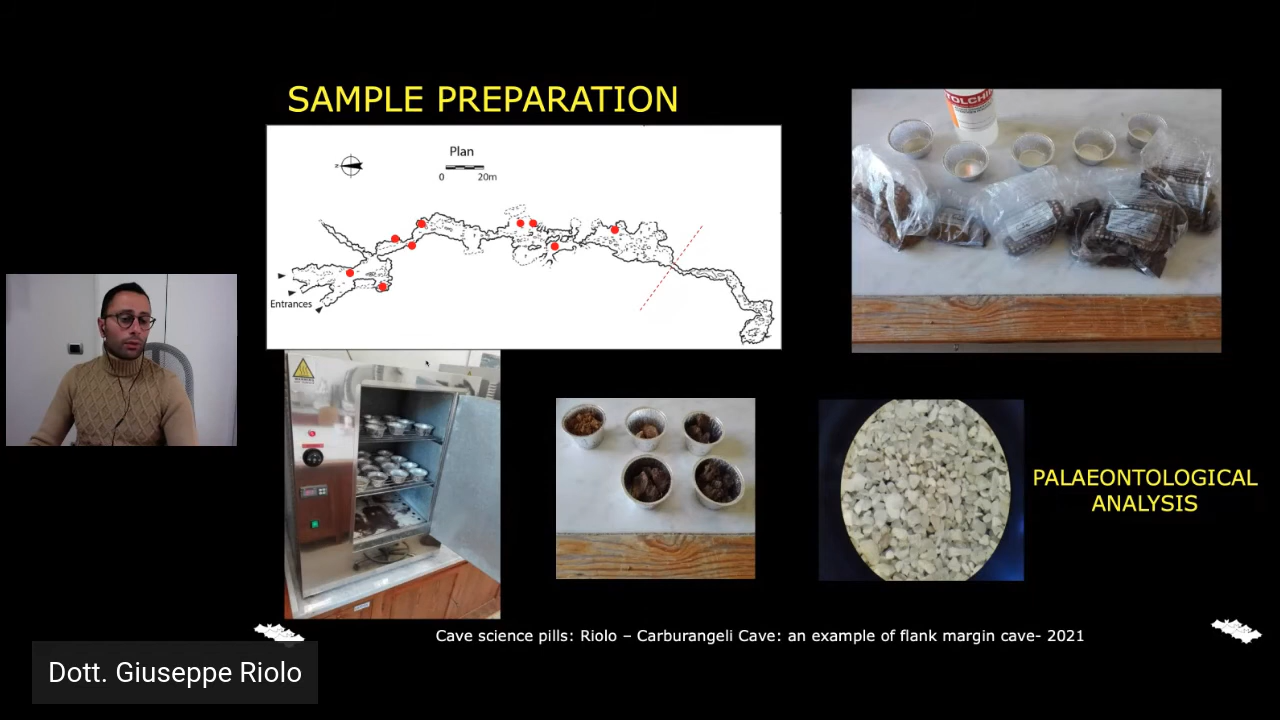 SAMPLE PREPARATION
Plan
0 20m
Entrances
PALAEONTOLOGICAL
ANALYSIS
Cave science pills: Riolo – Carburangeli Cave: an example of flank margin cave- 2021
Dott. Giuseppe Riolo